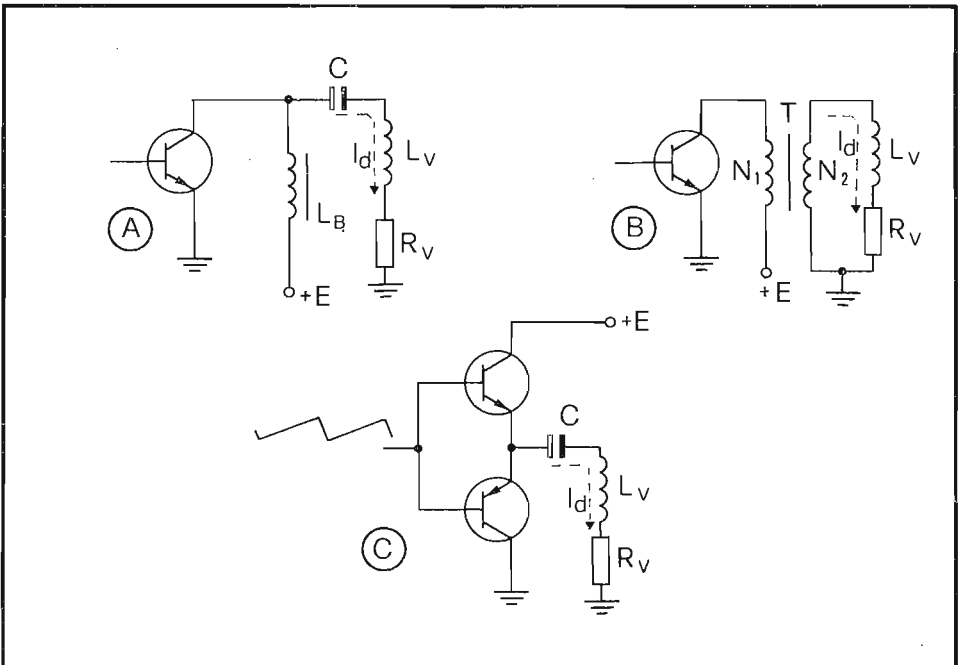 C
I_d
L_V
L_B
R_V
A
+E
T
I_d
L_V
N_1
N_2
R_V
B
+E
+E
C
I_d
L_V
R_V
C